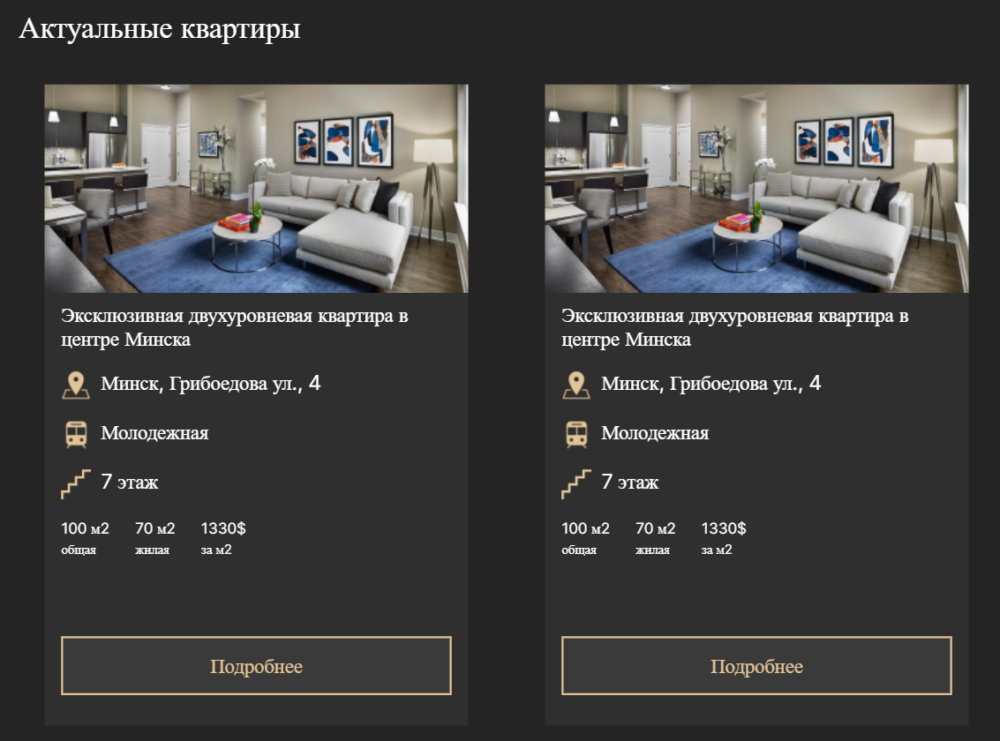 Актуальные квартиры
Эксклюзивная двухуровневая квартира в
центре Минска
Минск, Грибоедова ул., 4
Молодежная
7 этаж
100 м2 70 м2 1330$
общая жилая за м2
Подробнее
Эксклюзивная двухуровневая квартира в
центре Минска
Минск, Грибоедова ул., 4
Молодежная
7 этаж
100 м2 70 м2 1330$
общая жилая за м2
Подробнее